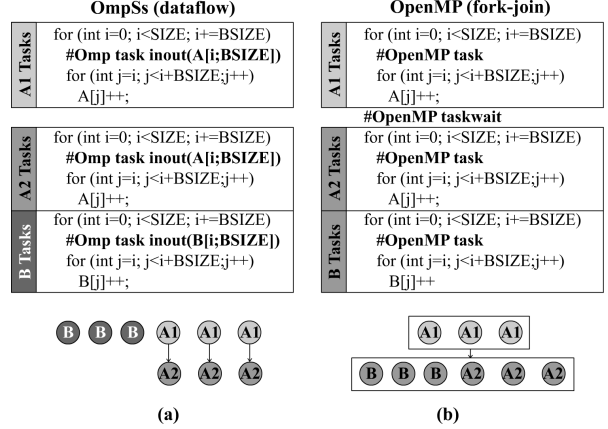 OmpSs (dataflow)
A1 Tasks
for (int i=0; i<SIZE; i+=BSIZE)
#Omp task inout(A[i;BSIZE])
for (int j=i; j<i+BSIZE;j++)
A[j]++;
A2 Tasks
for (int i=0; i<SIZE; i+=BSIZE)
#Omp task inout(A[i;BSIZE])
for (int j=i; j<i+BSIZE;j++)
A[j]++;
B Tasks
for (int i=0; i<SIZE; i+=BSIZE)
#Omp task inout(B[i;BSIZE])
for (int j=i; j<i+BSIZE;j++)
B[j]++;
B B B A1 A1 A1
A2 A2 A2
(a)
OpenMP (fork-join)
A1 Tasks
for (int i=0; i<SIZE; i+=BSIZE)
#OpenMP task
for (int j=i; j<i+BSIZE;j++)
A[j]++;
#OpenMP taskwait
A2 Tasks
for (int i=0; i<SIZE; i+=BSIZE)
#OpenMP task
for (int j=i; j<i+BSIZE;j++)
A[j]++;
B Tasks
for (int i=0; i<SIZE; i+=BSIZE)
#OpenMP task
for (int j=i; j<i+BSIZE;j++)
B[j]++
A1 A1 A1
B B B A2 A2 A2
(b)